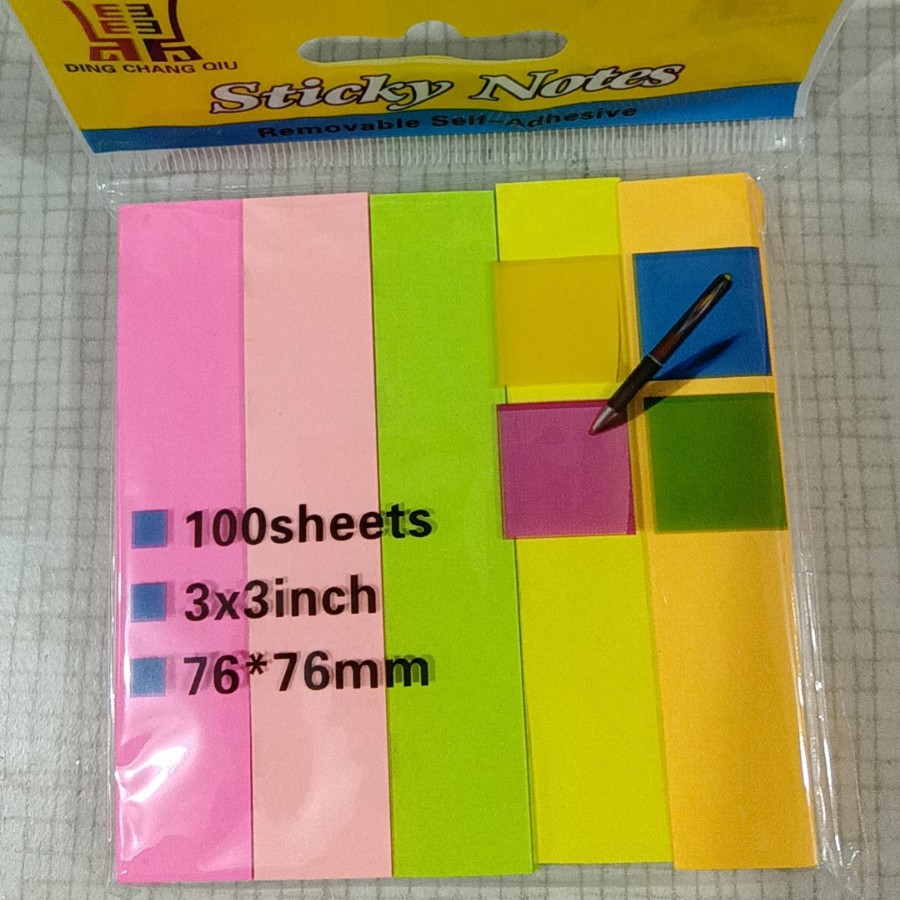 DING CHANG QIU
Sticky Notes
Removable Self-Adhesive
100sheets
3x3inch
76*76mm